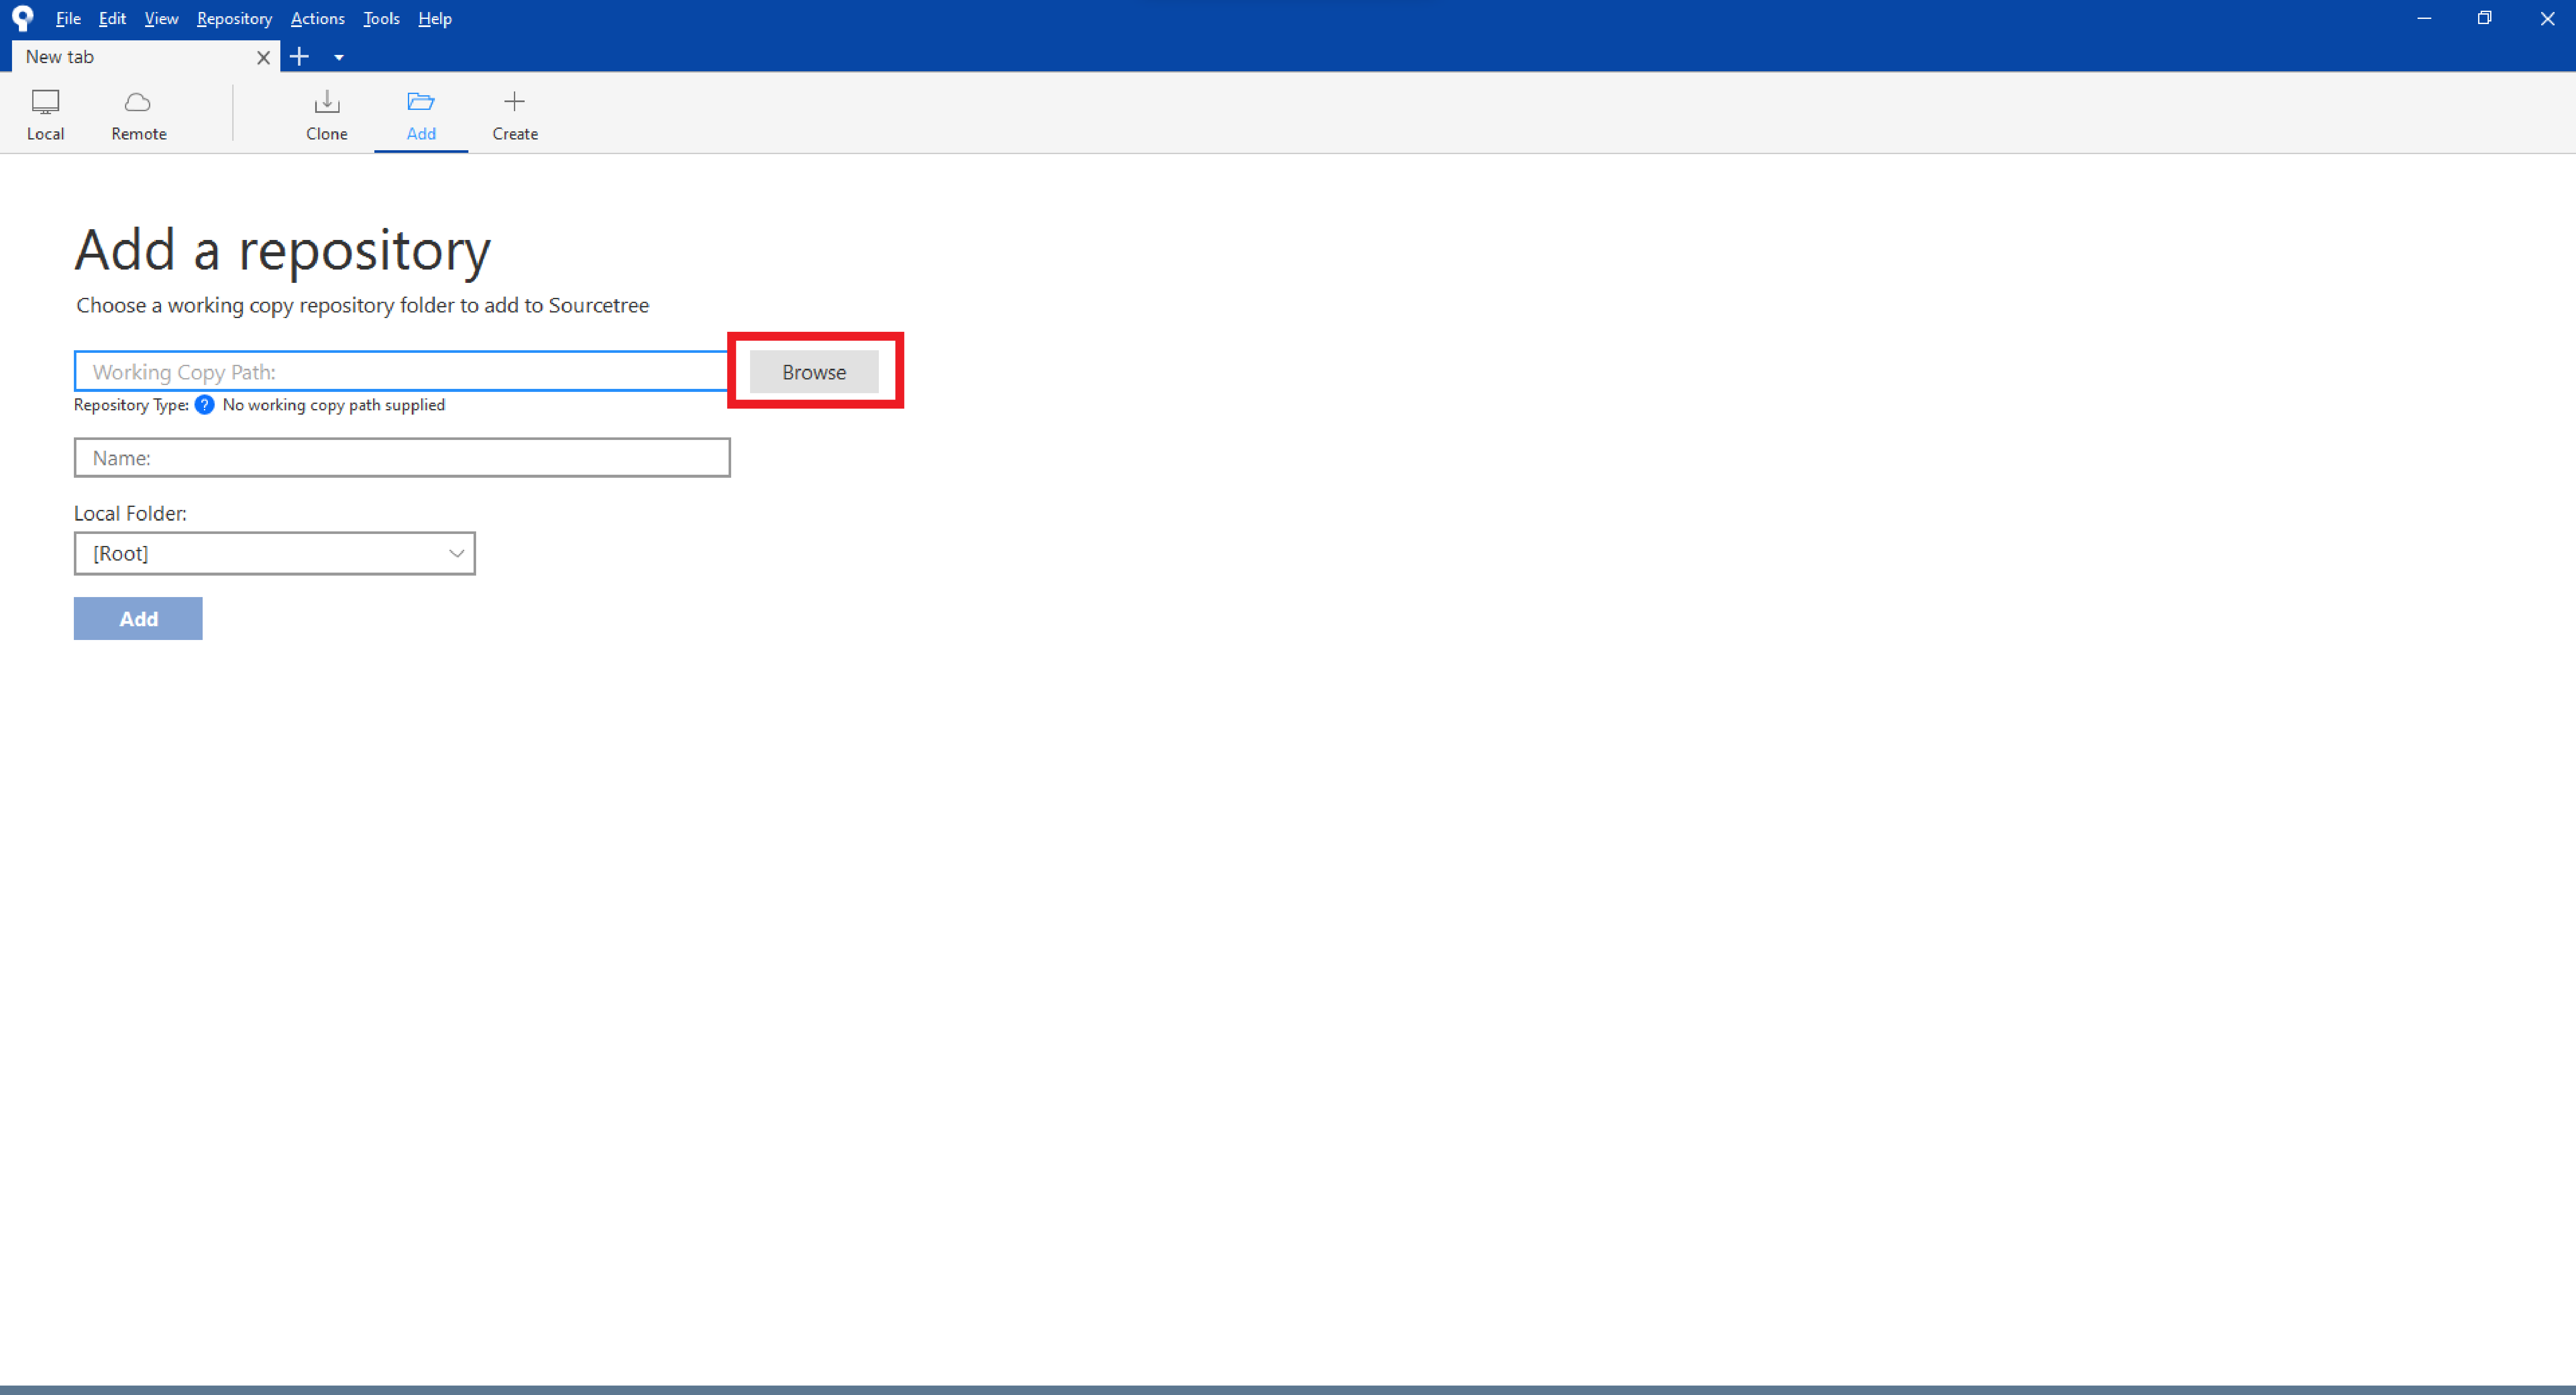 File Edit View Repository Actions Tools Help
New tab
Local Remote Clone Add Create
Add a repository
Choose a working copy repository folder to add to Sourcetree
Working Copy Path: Browse
Repository Type: ? No working copy path supplied
Name:
Local Folder:
[Root]
Add